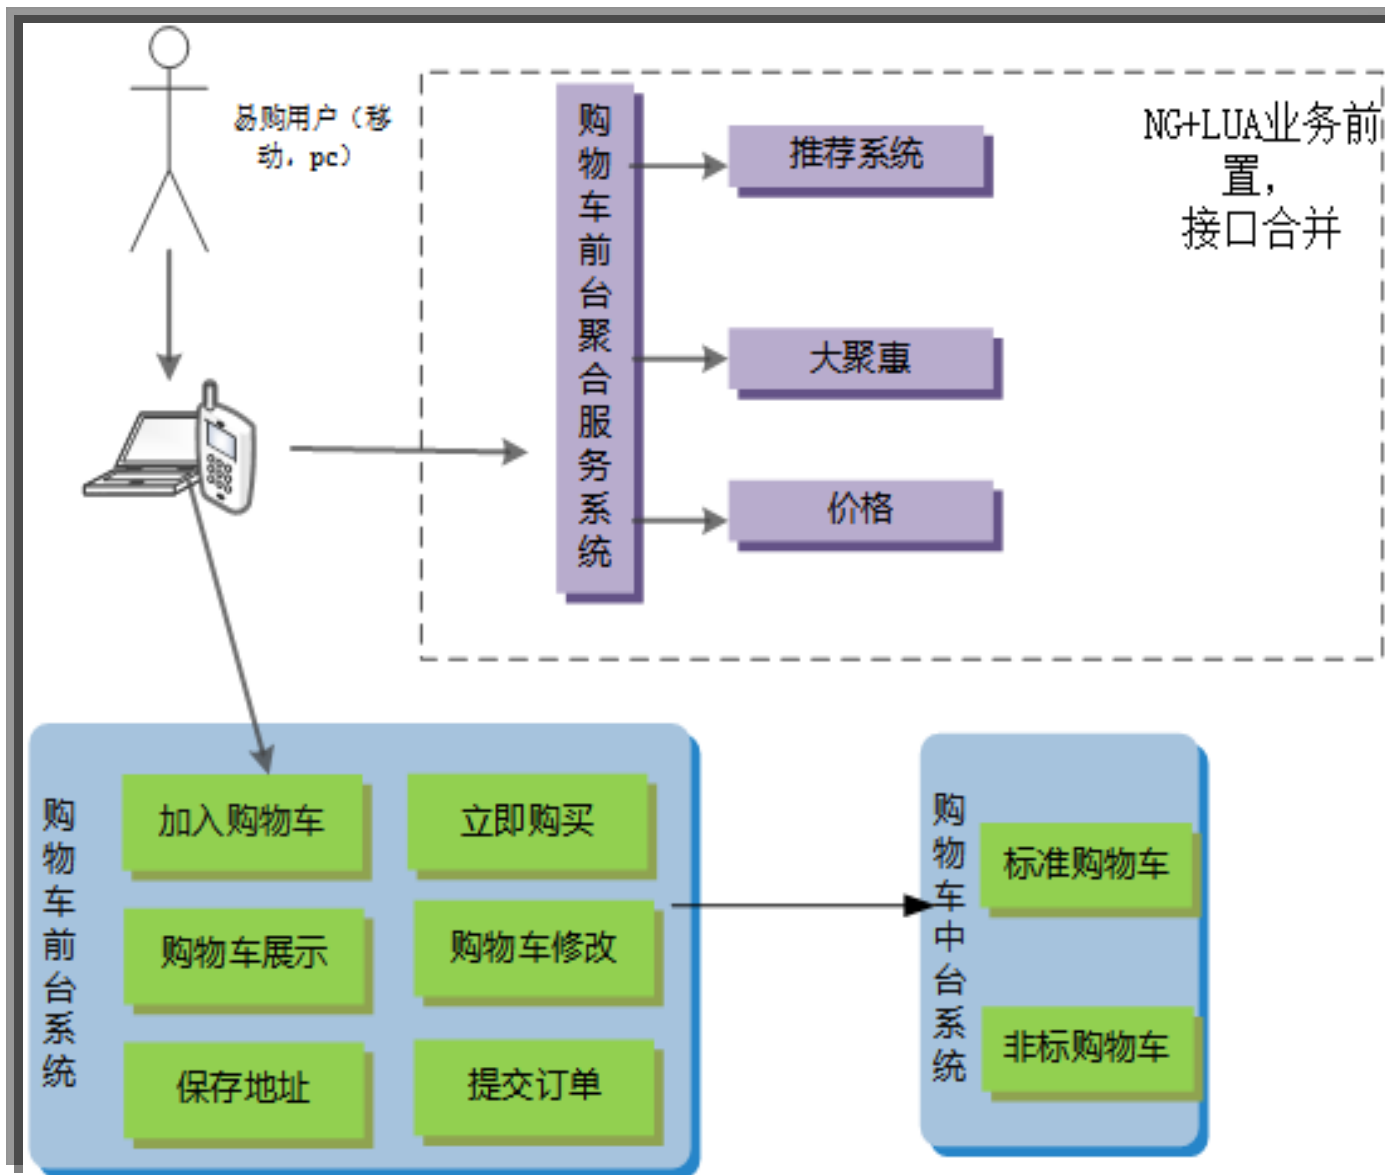 易购用户（移
动，pc）
购物车前台聚合服务系统
推荐系统
大聚惠
价格
NG+LUA业务前
置，
接口合并
购物车前台系统
加入购物车
立即购买
购物车展示
购物车修改
保存地址
提交订单
购物车中台系统
标准购物车
非标购物车